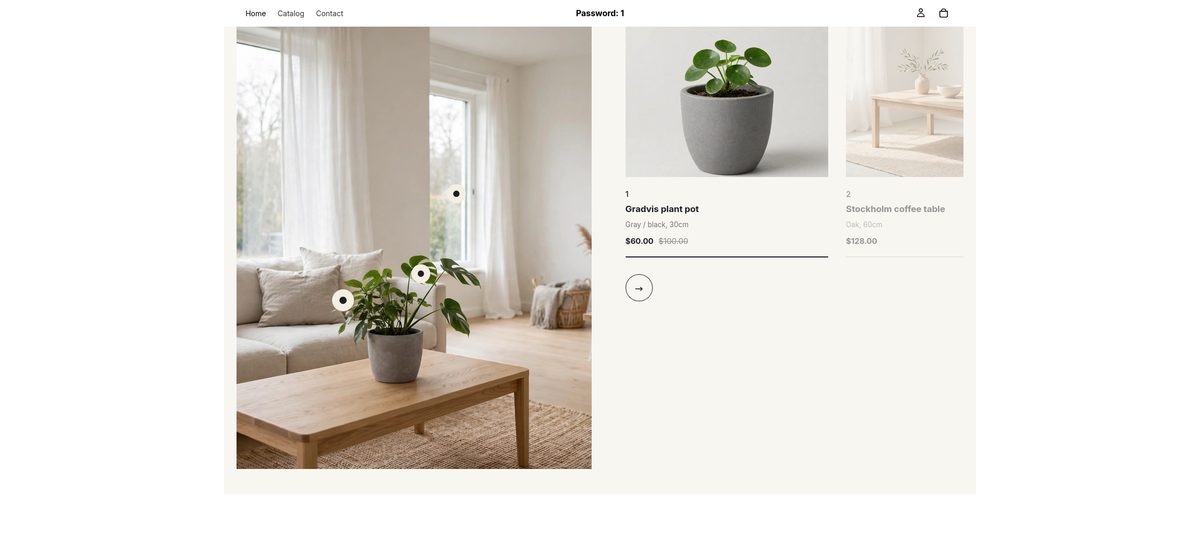 Home Catalog Contact Password: 1
1
Gradvis plant pot
Gray / black, 30cm
$60.00 $100.00
2
Stockholm coffee table
Oak, 60cm
$128.00